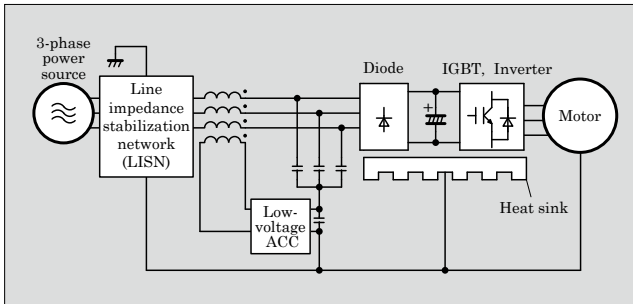 3-phase
power
source
Line
impedance
stabilization
network
(LISN)
Diode
IGBT, Inverter
+
Motor
Heat sink
Low-
voltage
ACC